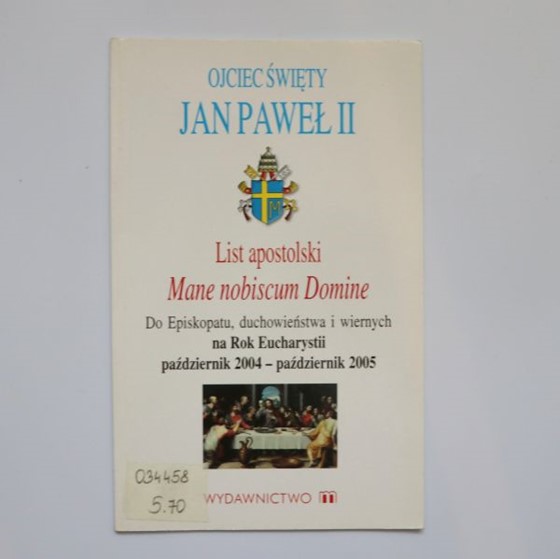 OJCIEC ŚWIĘTY
JAN PAWEŁ II
List apostolski
Mane nobiscum Domine
Do Episkopatu, duchowieństwa i wiernych
na Rok Eucharystii
październik 2004 – październik 2005
034458
5.70
WYDAWNICTWO m